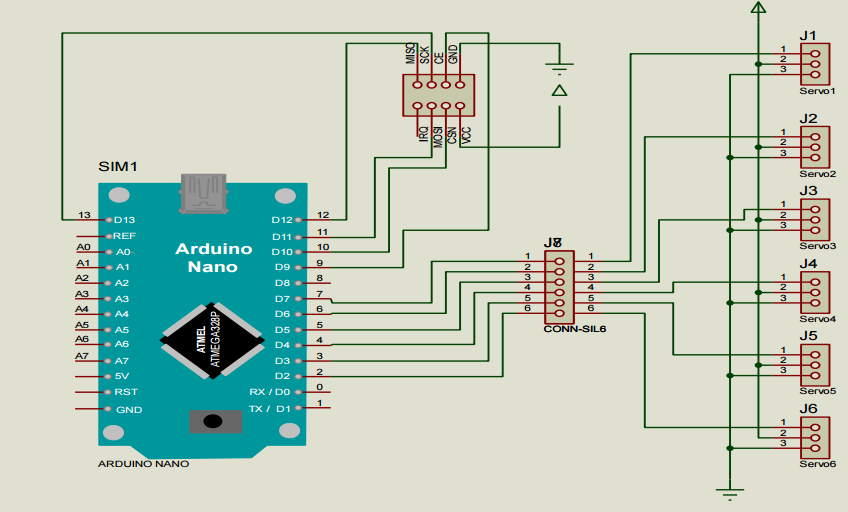 MISO SCK CE GND
IRQ MOSI CSN VCC
SIM1
Arduino
Nano
ATMEL
ATMEGA328P
13 D13
REF
A0 A0
A1 A1
A2 A2
A3 A3
A4 A4
A5 A5
A6 A6
A7 A7
5V
RST
GND
D12 12
D11 11
D10 10
D9 9
D8 8
D7 7
D6 6
D5 5
D4 4
D3 3
D2 2
RX / D0 0
TX / D1 1
ARDUINO NANO
1 1
2 2
3 3
4 4
5 5
6 6
CONN-SIL6
J1
1
2
3
Servo1
J2
1
2
3
Servo2
J3
1
2
3
Servo3
J4
1
2
3
Servo4
J5
1
2
3
Servo5
J6
1
2
3
Servo6